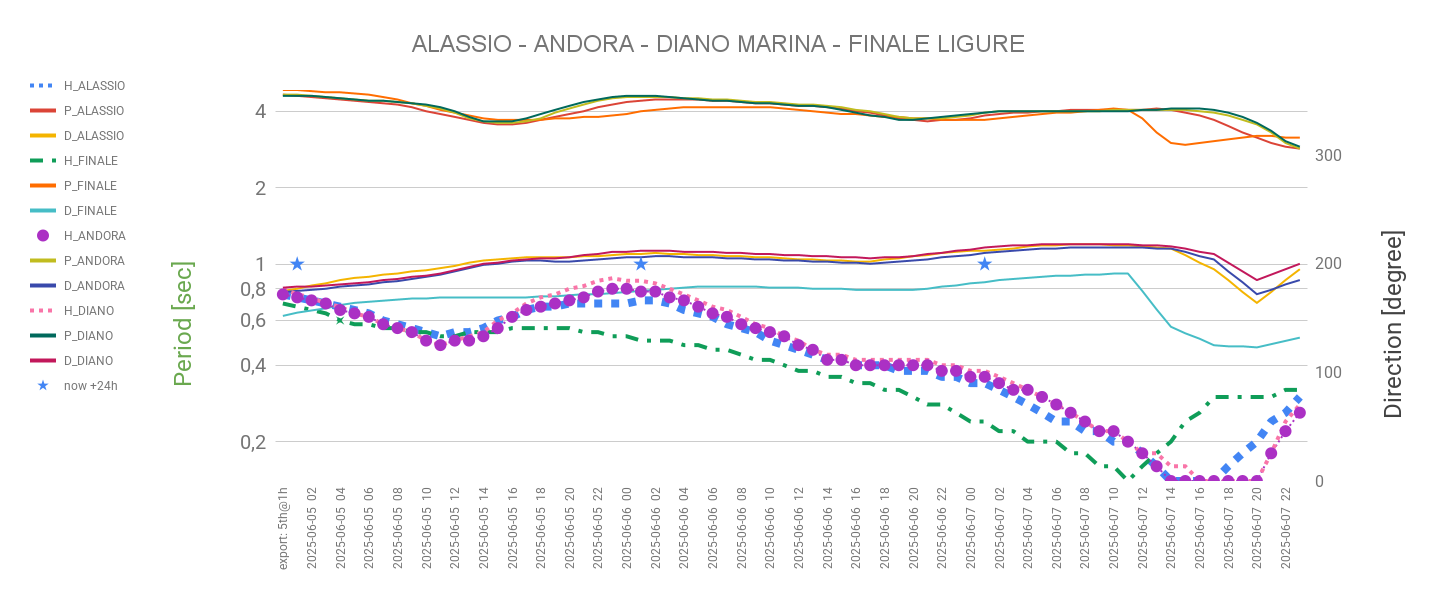 ALASSIO - ANDORA - DIANO MARINA - FINALE LIGURE
H_ALASSIO
P_ALASSIO
D_ALASSIO
H_FINALE
P_FINALE
D_FINALE
H_ANDORA
P_ANDORA
D_ANDORA
H_DIANO
P_DIANO
D_DIANO
now +24h
Period [sec]
4
2
1
0,8
0,6
0,4
0,2
300
200
100
0
Direction [degree]
export: 5th@1h
2025-06-05 02
2025-06-05 04
2025-06-05 06
2025-06-05 08
2025-06-05 10
2025-06-05 12
2025-06-05 14
2025-06-05 16
2025-06-05 18
2025-06-05 20
2025-06-05 22
2025-06-06 00
2025-06-06 02
2025-06-06 04
2025-06-06 06
2025-06-06 08
2025-06-06 10
2025-06-06 12
2025-06-06 14
2025-06-06 16
2025-06-06 18
2025-06-06 20
2025-06-06 22
2025-06-07 00
2025-06-07 02
2025-06-07 04
2025-06-07 06
2025-06-07 08
2025-06-07 10
2025-06-07 12
2025-06-07 14
2025-06-07 16
2025-06-07 18
2025-06-07 20
2025-06-07 22